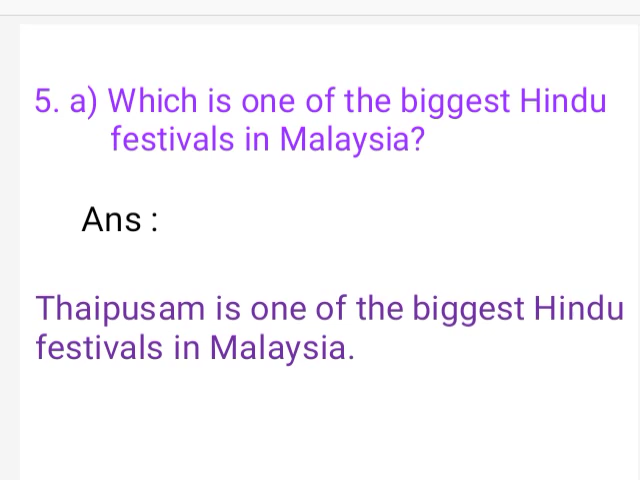 5. a) Which is one of the biggest Hindu
festivals in Malaysia?
Ans :
Thaipusam is one of the biggest Hindu
festivals in Malaysia.